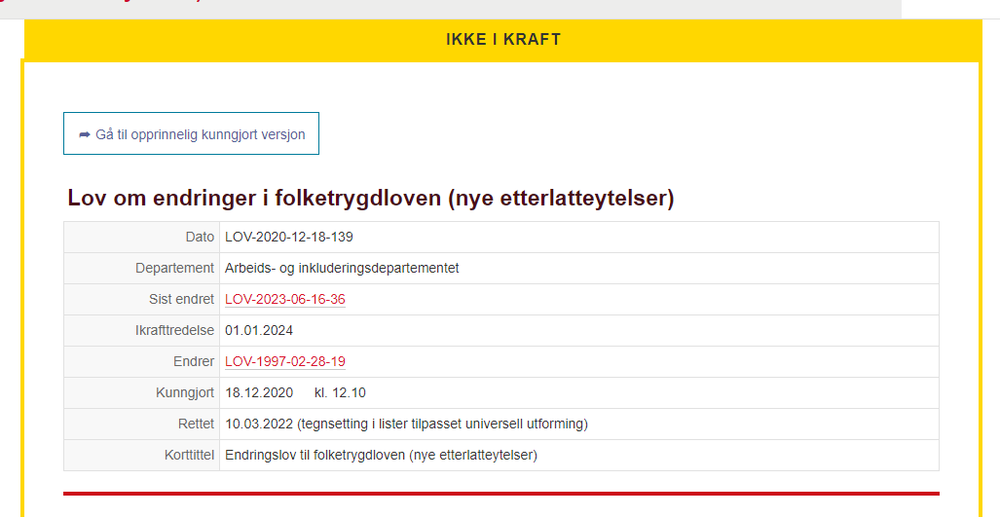 IKKE I KRAFT
➦ Gå til opprinnelig kunngjort versjon
Lov om endringer i folketrygdloven (nye etterlatteytelser)
Dato LOV-2020-12-18-139
Departement Arbeids- og inkluderingsdepartementet
Sist endret LOV-2023-06-16-36
Ikrafttredelse 01.01.2024
Endrer LOV-1997-02-28-19
Kunngjort 18.12.2020 kl. 12.10
Rettet 10.03.2022 (tegnsetting i lister tilpasset universell utforming)
Korttittel Endringslov til folketrygdloven (nye etterlatteytelser)